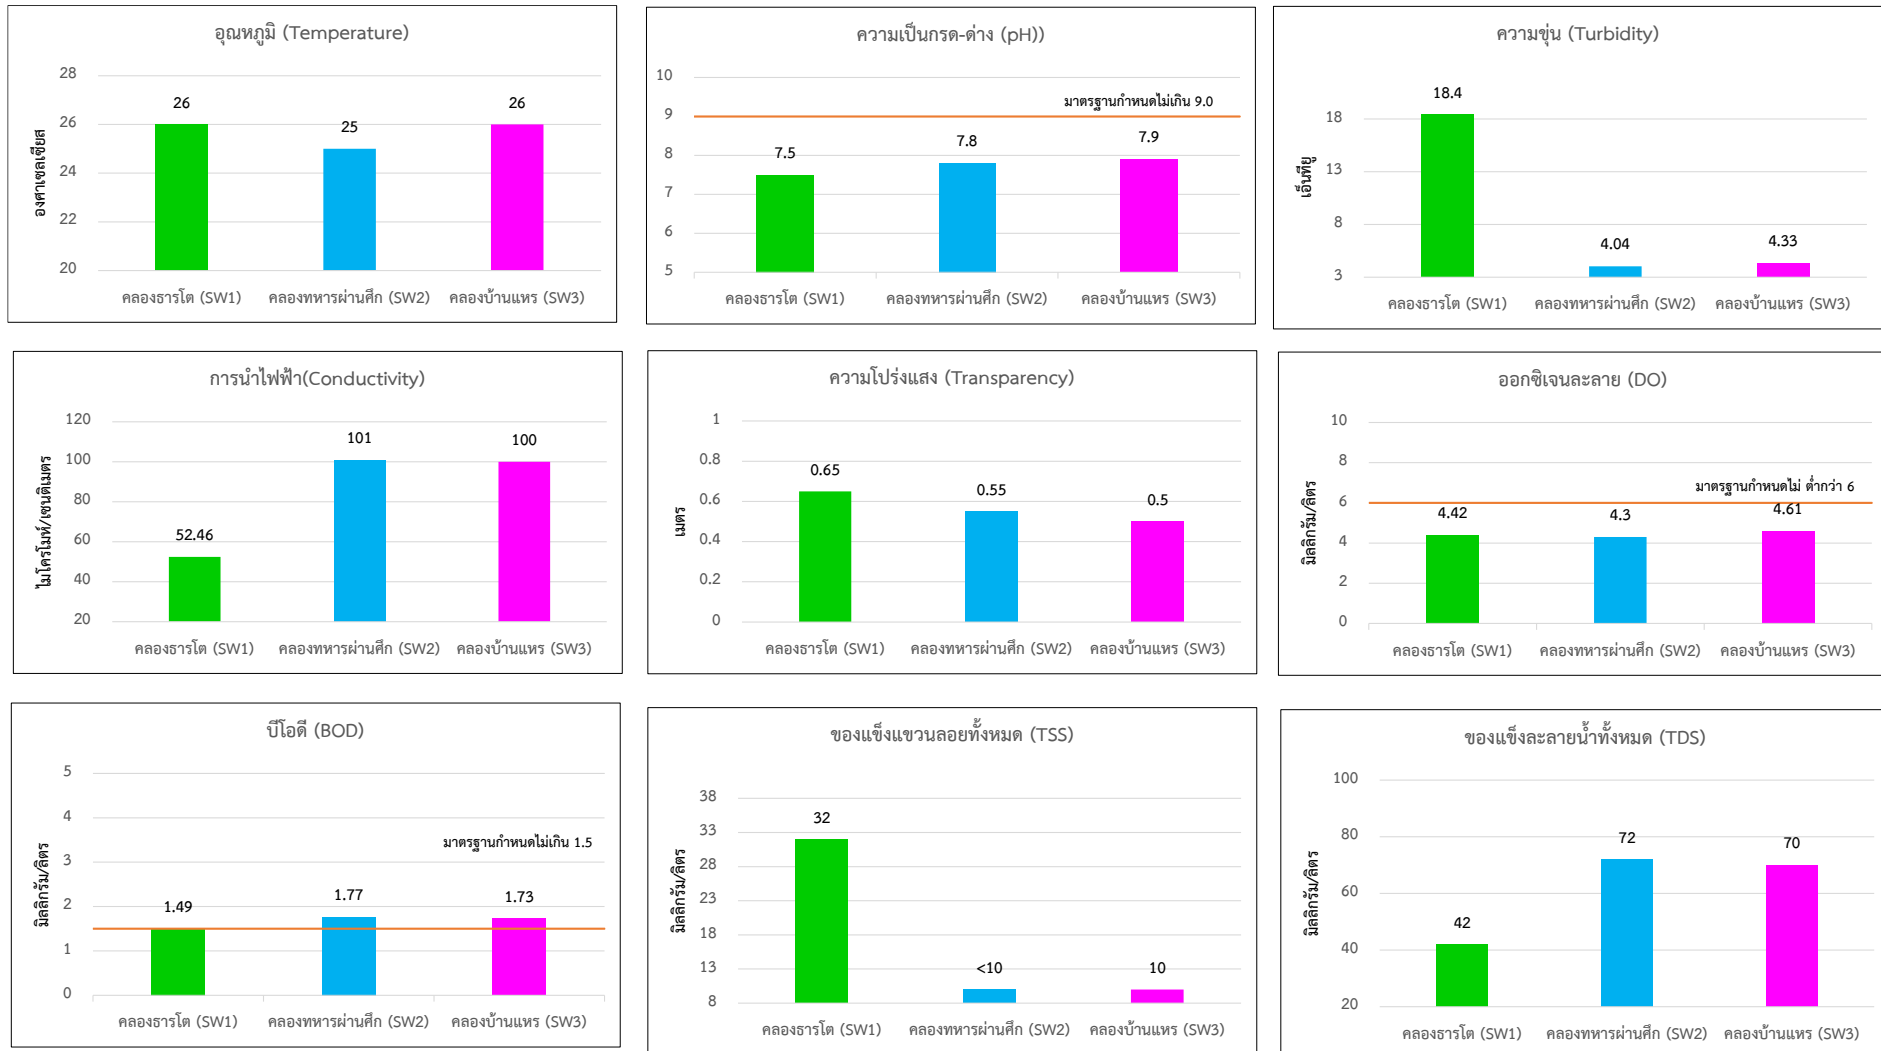 อุณหภูมิ (Temperature)
องศาเซลเซียส
28
26
24
22
20
26
25
26
คลองธารโต (SW1)
คลองทหารผ่านศึก (SW2)
คลองบ้านแหร (SW3)
ความเป็นกรด-ด่าง (pH))
10
9
8
7
6
5
มาตรฐานกำหนดไม่เกิน 9.0
7.5
7.8
7.9
คลองธารโต (SW1)
คลองทหารผ่านศึก (SW2)
คลองบ้านแหร (SW3)
ความขุ่น (Turbidity)
เอ็นทียู
18
13
8
3
18.4
4.04
4.33
คลองธารโต (SW1)
คลองทหารผ่านศึก (SW2)
คลองบ้านแหร (SW3)
การนำไฟฟ้า(Conductivity)
ไมโครโมห์/เซนติเมตร
120
100
80
60
40
20
52.46
101
100
คลองธารโต (SW1)
คลองทหารผ่านศึก (SW2)
คลองบ้านแหร (SW3)
ความโปร่งแสง (Transparency)
เมตร
1
0.8
0.6
0.4
0.2
0
0.65
0.55
0.5
คลองธารโต (SW1)
คลองทหารผ่านศึก (SW2)
คลองบ้านแหร (SW3)
ออกซิเจนละลาย (DO)
มิลลิกรัม/ลิตร
10
8
6
4
2
0
มาตรฐานกำหนดไม่ ต่ำกว่า 6
4.42
4.3
4.61
คลองธารโต (SW1)
คลองทหารผ่านศึก (SW2)
คลองบ้านแหร (SW3)
บีโอดี (BOD)
มิลลิกรัม/ลิตร
5
4
3
2
1
0
มาตรฐานกำหนดไม่เกิน 1.5
1.49
1.77
1.73
คลองธารโต (SW1)
คลองทหารผ่านศึก (SW2)
คลองบ้านแหร (SW3)
ของแข็งแขวนลอยทั้งหมด (TSS)
มิลลิกรัม/ลิตร
38
33
28
23
18
13
8
32
<10
10
คลองธารโต (SW1)
คลองทหารผ่านศึก (SW2)
คลองบ้านแหร (SW3)
ของแข็งละลายน้ำทั้งหมด (TDS)
มิลลิกรัม/ลิตร
100
80
60
40
20
42
72
70
คลองธารโต (SW1)
คลองทหารผ่านศึก (SW2)
คลองบ้านแหร (SW3)